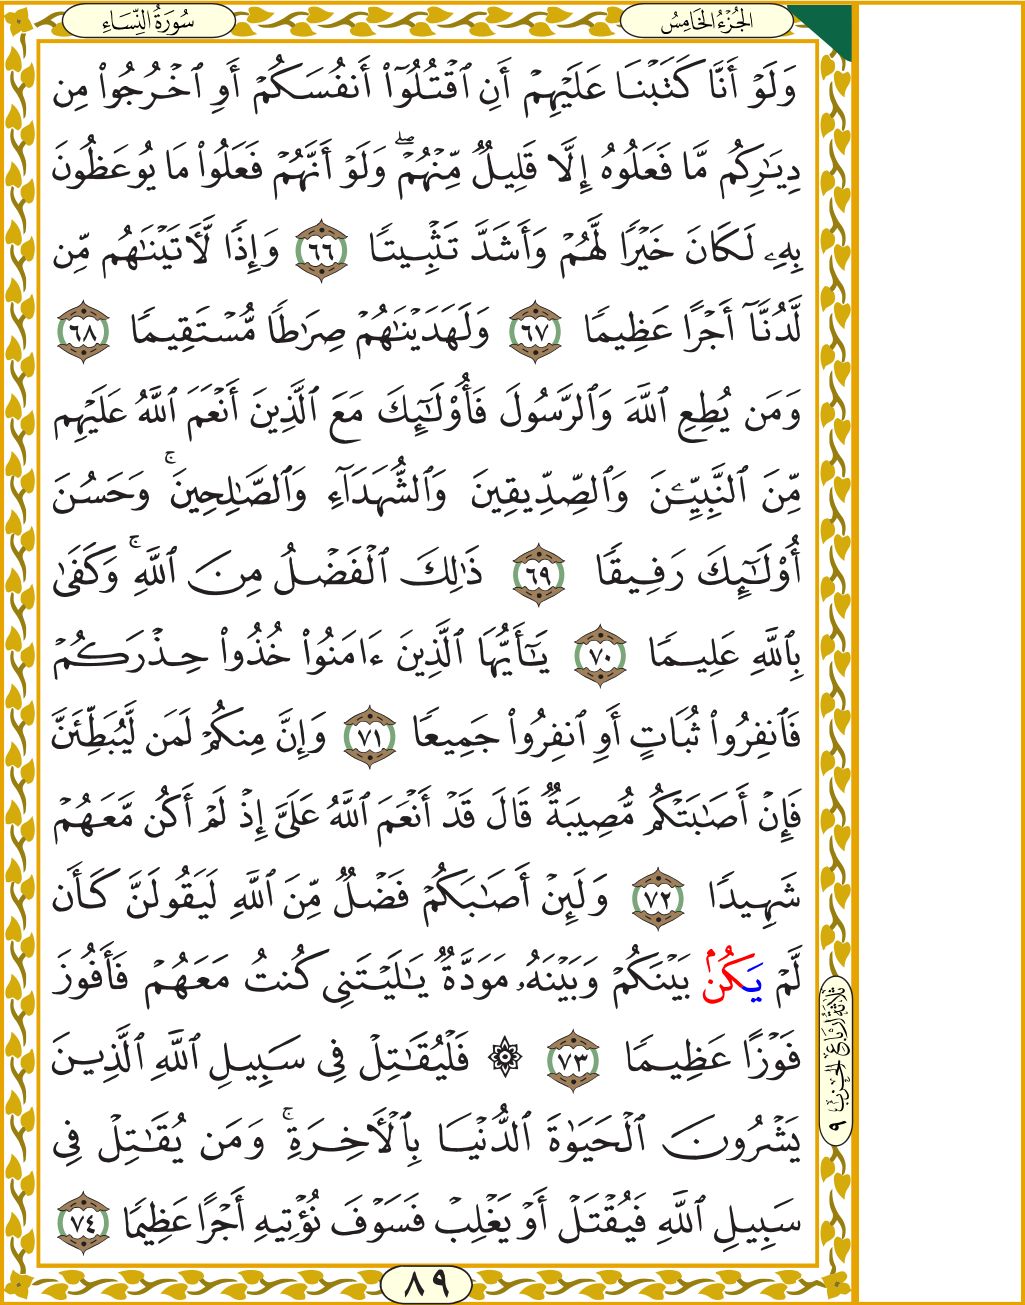 الجُزْءُ الخَامِسُ
سُورَةُ النِّسَاءِ
وَلَوْ أَنَّا كَتَبْنَا عَلَيْهِمْ أَنِ ٱقْتُلُوٓاْ أَنفُسَكُمْ أَوِ ٱخْرُجُواْ مِن
دِيَـٰرِكُم مَّا فَعَلُوهُ إِلَّا قَلِيلٌ مِّنْهُمْۖ وَلَوْ أَنَّهُمْ فَعَلُواْ مَا يُوعَظُونَ
بِهِۦ لَكَانَ خَيْرًا لَّهُمْ وَأَشَدَّ تَثْبِيتًا ٦٦ وَإِذًا لَّأَتَيْنَـٰهُم مِّن
لَّدُنَّآ أَجْرًا عَظِيمًا ٦٧ وَلَهَدَيْنَـٰهُمْ صِرَٰطًا مُّسْتَقِيمًا ٦٨
وَمَن يُطِعِ ٱللَّهَ وَٱلرَّسُولَ فَأُوْلَـٰٓئِكَ مَعَ ٱلَّذِينَ أَنْعَمَ ٱللَّهُ عَلَيْهِم
مِّنَ ٱلنَّبِيِّـۧنَ وَٱلصِّدِّيقِينَ وَٱلشُّهَدَآءِ وَٱلصَّـٰلِحِينَۚ وَحَسُنَ
أُوْلَـٰٓئِكَ رَفِيقًا ٦٩ ذَٰلِكَ ٱلْفَضْلُ مِنَ ٱللَّهِۚ وَكَفَىٰ
بِٱللَّهِ عَلِيمًا ٧٠ يَـٰٓأَيُّهَا ٱلَّذِينَ ءَامَنُواْ خُذُواْ حِذْرَكُمْ
فَٱنفِرُواْ ثُبَاتٍ أَوِ ٱنفِرُواْ جَمِيعًا ٧١ وَإِنَّ مِنكُمْ لَمَن لَّيُبَطِّئَنَّ
فَإِنْ أَصَـٰبَتْكُم مُّصِيبَةٌ قَالَ قَدْ أَنْعَمَ ٱللَّهُ عَلَىَّ إِذْ لَمْ أَكُن مَّعَهُمْ
شَهِيدًا ٧٢ وَلَئِنْ أَصَـٰبَكُمْ فَضْلٌ مِّنَ ٱللَّهِ لَيَقُولَنَّ كَأَن
لَّمْ يَكُنۢ بَيْنَكُمْ وَبَيْنَهُۥ مَوَدَّةٌ يَـٰلَيْتَنِى كُنتُ مَعَهُمْ فَأَفُوزَ
فَوْزًا عَظِيمًا ٧٣ ۞ فَلْيُقَـٰتِلْ فِى سَبِيلِ ٱللَّهِ ٱلَّذِينَ
يَشْرُونَ ٱلْحَيَوٰةَ ٱلدُّنْيَا بِٱلْأَخِرَةِۚ وَمَن يُقَـٰتِلْ فِى
سَبِيلِ ٱللَّهِ فَيُقْتَلْ أَوْ يَغْلِبْ فَسَوْفَ نُؤْتِيهِ أَجْرًا عَظِيمًا ٧٤
ثَلَاثَةُ أَرْبَاعِ الحِزْبِ ٩
٨٩